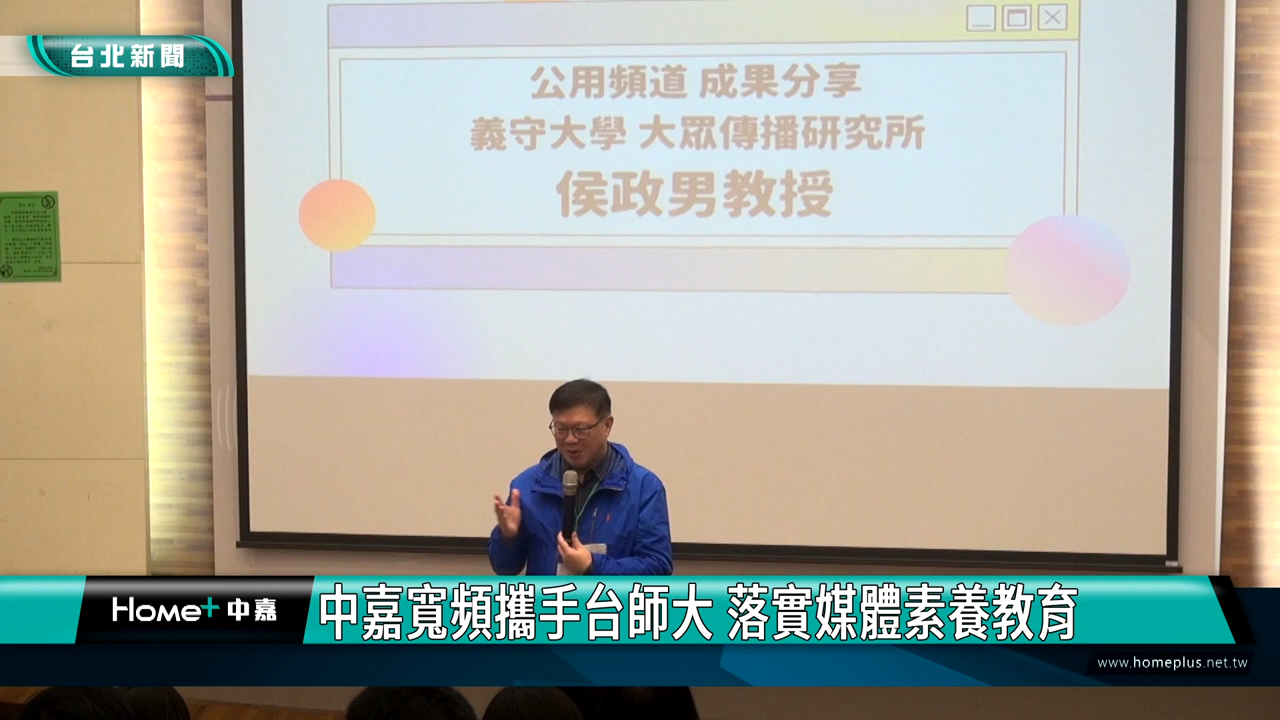 台北新聞
公用頻道 成果分享
義守大學 大眾傳播研究所
侯政男教授
Home+中嘉
中嘉寬頻攜手台師大 落實媒體素養教育
www.homeplus.net.tw